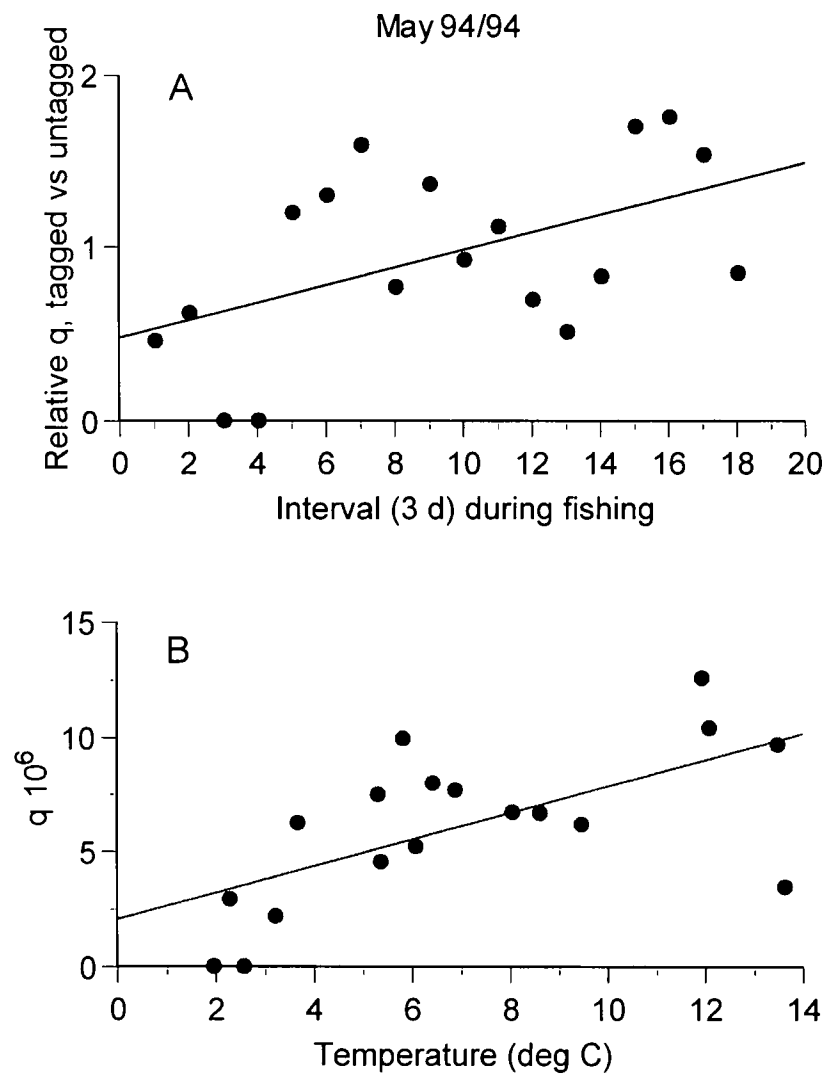 May 94/94
A
Relative q, tagged vs untagged
2
1
0
0 2 4 6 8 10 12 14 16 18 20
Interval (3 d) during fishing
B
q 10⁶
15
10
5
0
0 2 4 6 8 10 12 14
Temperature (deg C)